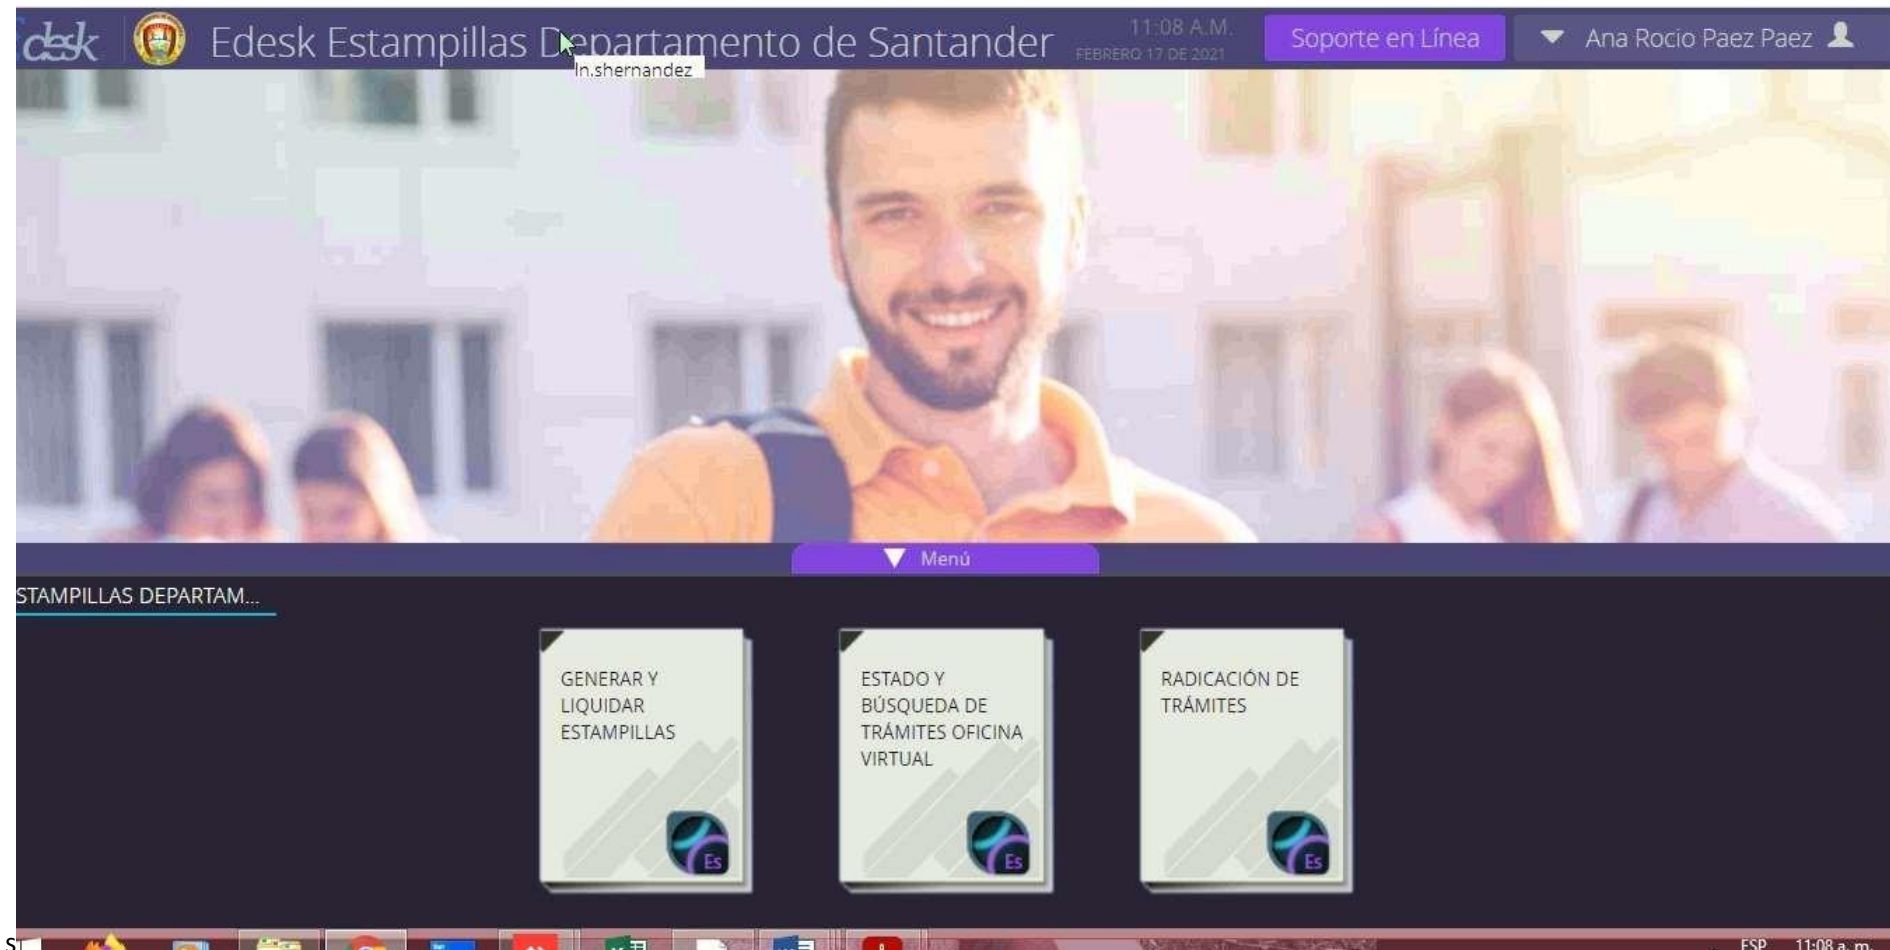 Edesk
Edesk Estampillas Departamento de Santander
11:08 A.M.
FEBRERO 17 DE 2021
Soporte en Línea
Ana Rocio Paez Paez
In.shernandez
Menú
STAMPILLAS DEPARTAM...
GENERAR Y
LIQUIDAR
ESTAMPILLAS
Es
ESTADO Y
BÚSQUEDA DE
TRÁMITES OFICINA
VIRTUAL
Es
RADICACIÓN DE
TRÁMITES
Es
ESP
11:08 a. m.